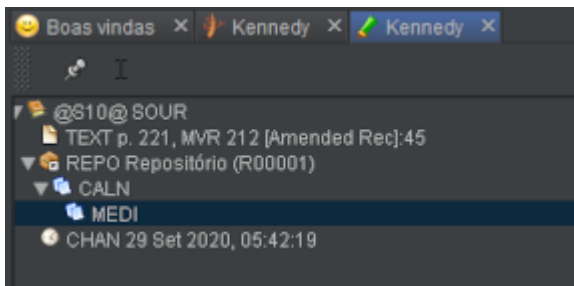 Boas vindas Kennedy Kennedy
@S10@ SOUR
TEXT p. 221, MVR 212 [Amended Rec]:45
REPO Repositório (R00001)
CALN
MEDI
CHAN 29 Set 2020, 05:42:19